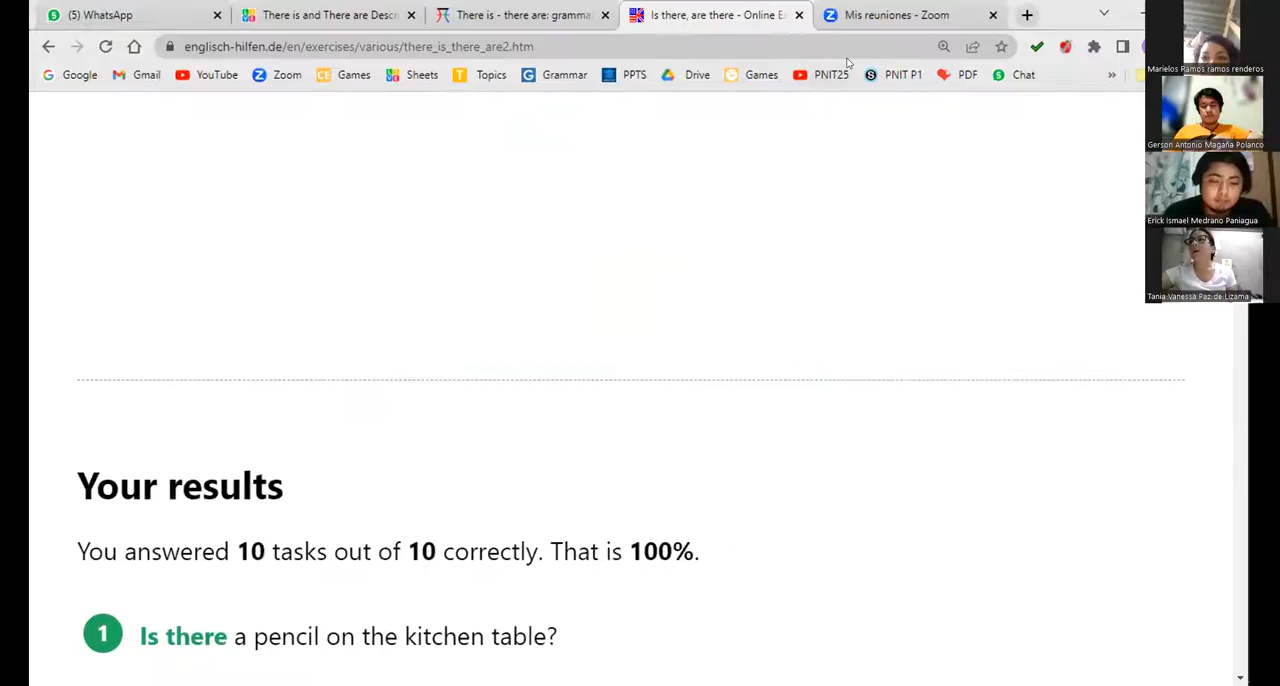 (5) WhatsApp
There is and There are Descr
There is - there are: gramma
Is there, are there - Online E
Mis reuniones - Zoom
englisch-hilfen.de/en/exercises/various/there_is_there_are2.htm
Google Gmail YouTube Zoom Games Sheets Topics Grammar PPTS Drive Games PNIT25 PNIT P1 PDF Chat »
Marielos Ramos ramos renderos
Gerson Antonio Magaña Polanco
Erick Ismael Medrano Paniagua
Tania Vanessa Paz de Lizama
Your results
You answered 10 tasks out of 10 correctly. That is 100%.
1 Is there a pencil on the kitchen table?